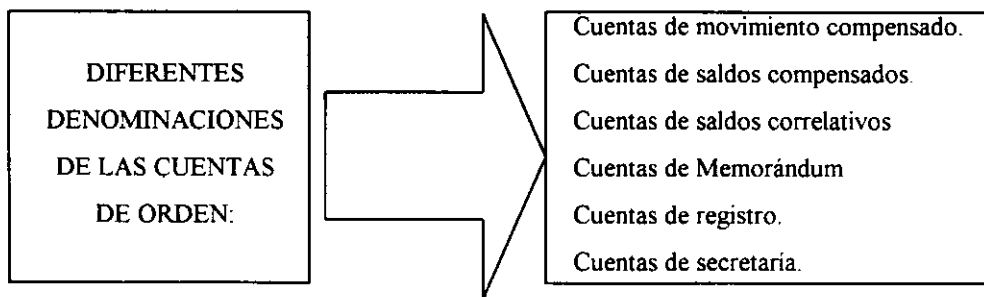 DIFERENTES
DENOMINACIONES
DE LAS CUENTAS
DE ORDEN:
Cuentas de movimiento compensado.
Cuentas de saldos compensados.
Cuentas de saldos correlativos
Cuentas de Memorándum
Cuentas de registro.
Cuentas de secretaría.